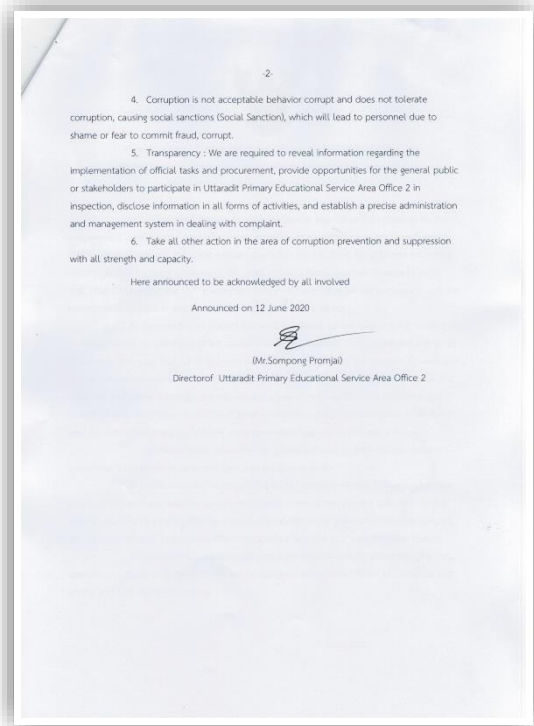 -2-
4. Corruption is not acceptable behavior corrupt and does not tolerate
corruption, causing social sanctions (Social Sanction), which will lead to personnel due to
shame or fear to commit fraud, corrupt.
5. Transparency : We are required to reveal information regarding the
implementation of official tasks and procurement, provide opportunities for the general public
or stakeholders to participate in Uttaradit Primary Educational Service Area Office 2 in
inspection, disclose information in all forms of activities, and establish a precise administration
and management system in dealing with complaint.
6. Take all other action in the area of corruption prevention and suppression
with all strength and capacity.
Here announced to be acknowledged by all involved
Announced on 12 June 2020
(Mr.Sompong Promjai)
Directorof Uttaradit Primary Educational Service Area Office 2